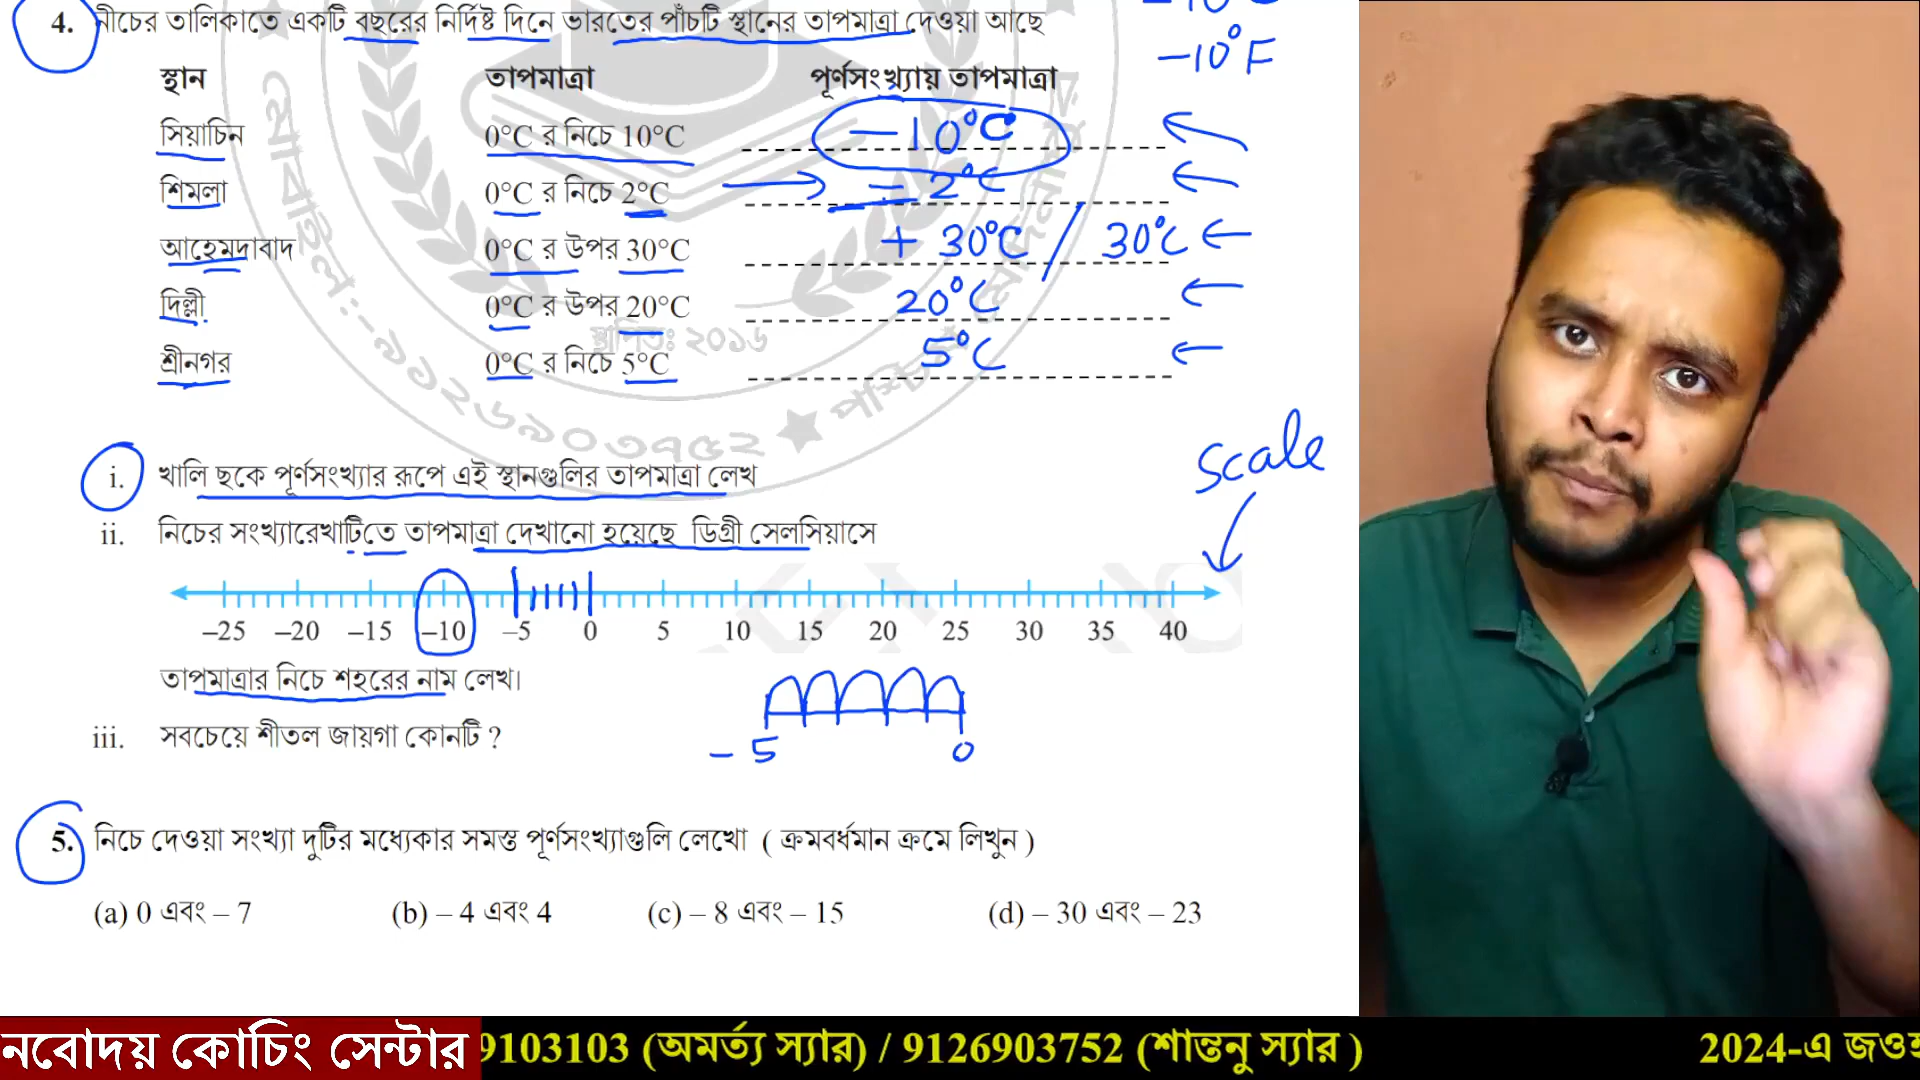 4. নীচের তালিকাতে একটি বছরের নির্দিষ্ট দিনে ভারতের পাঁচটি স্থানের তাপমাত্রা দেওয়া আছে
−10°F
স্থান তাপমাত্রা পূর্ণসংখ্যায় তাপমাত্রা
সিয়াচিন 0°C র নিচে 10°C −10°C
শিমলা 0°C র নিচে 2°C −2°C
আহেমদাবাদ 0°C র উপর 30°C +30°C / 30°C
দিল্লী 0°C র উপর 20°C 20°C
স্থাপিতঃ ২০১৬
শ্রীনগর 0°C র নিচে 5°C 5°C
মোবাইল:-৯১২৬৯০৩৭৫২
scale
i. খালি ছকে পূর্ণসংখ্যার রূপে এই স্থানগুলির তাপমাত্রা লেখ
ii. নিচের সংখ্যারেখাটিতে তাপমাত্রা দেখানো হয়েছে ডিগ্রী সেলসিয়াসে
–25 –20 –15 –10 –5 0 5 10 15 20 25 30 35 40
তাপমাত্রার নিচে শহরের নাম লেখ।
iii. সবচেয়ে শীতল জায়গা কোনটি ?
−5 0
5. নিচে দেওয়া সংখ্যা দুটির মধ্যেকার সমস্ত পূর্ণসংখ্যাগুলি লেখো ( ক্রমবর্ধমান ক্রমে লিখুন )
(a) 0 এবং – 7 (b) – 4 এবং 4 (c) – 8 এবং – 15 (d) – 30 এবং – 23
নবোদয় কোচিং সেন্টার 9103103 (অমর্ত্য স্যার) / 9126903752 (শান্তনু স্যার ) 2024-এ